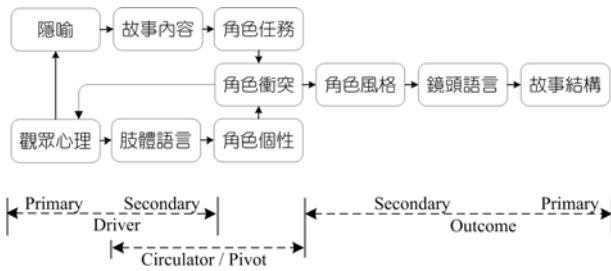 隱喻
故事內容
角色任務
角色衝突
角色風格
鏡頭語言
故事結構
觀眾心理
肢體語言
角色個性
Primary
Secondary
Secondary
Primary
Driver
Outcome
Circulator / Pivot